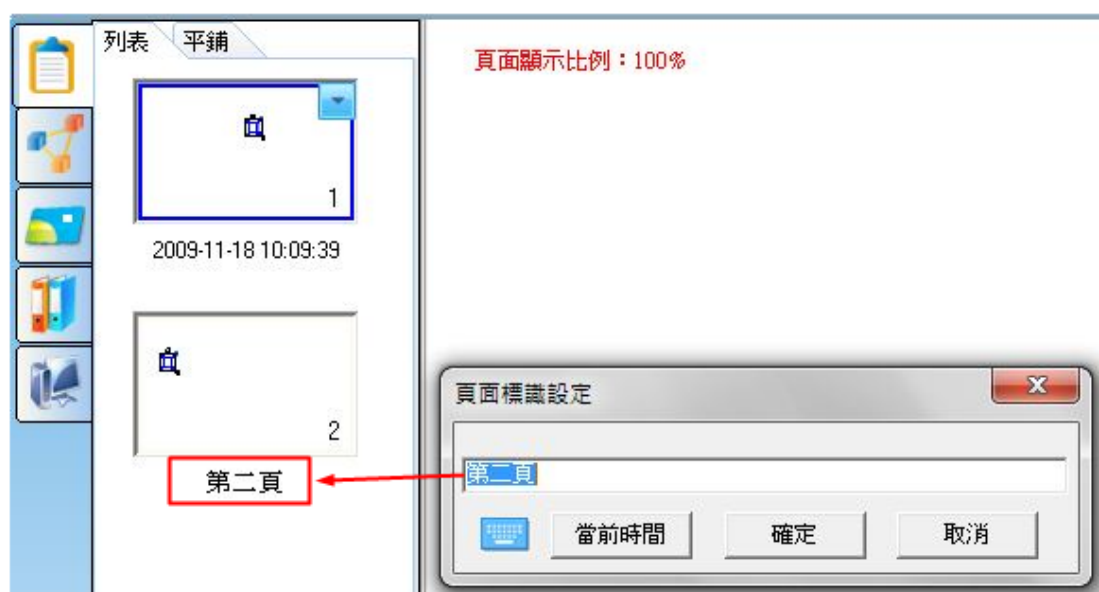 列表 平鋪
頁面顯示比例：100%
1
2009-11-18 10:09:39
2
第二頁
頁面標識設定
第二頁
當前時間 確定 取消